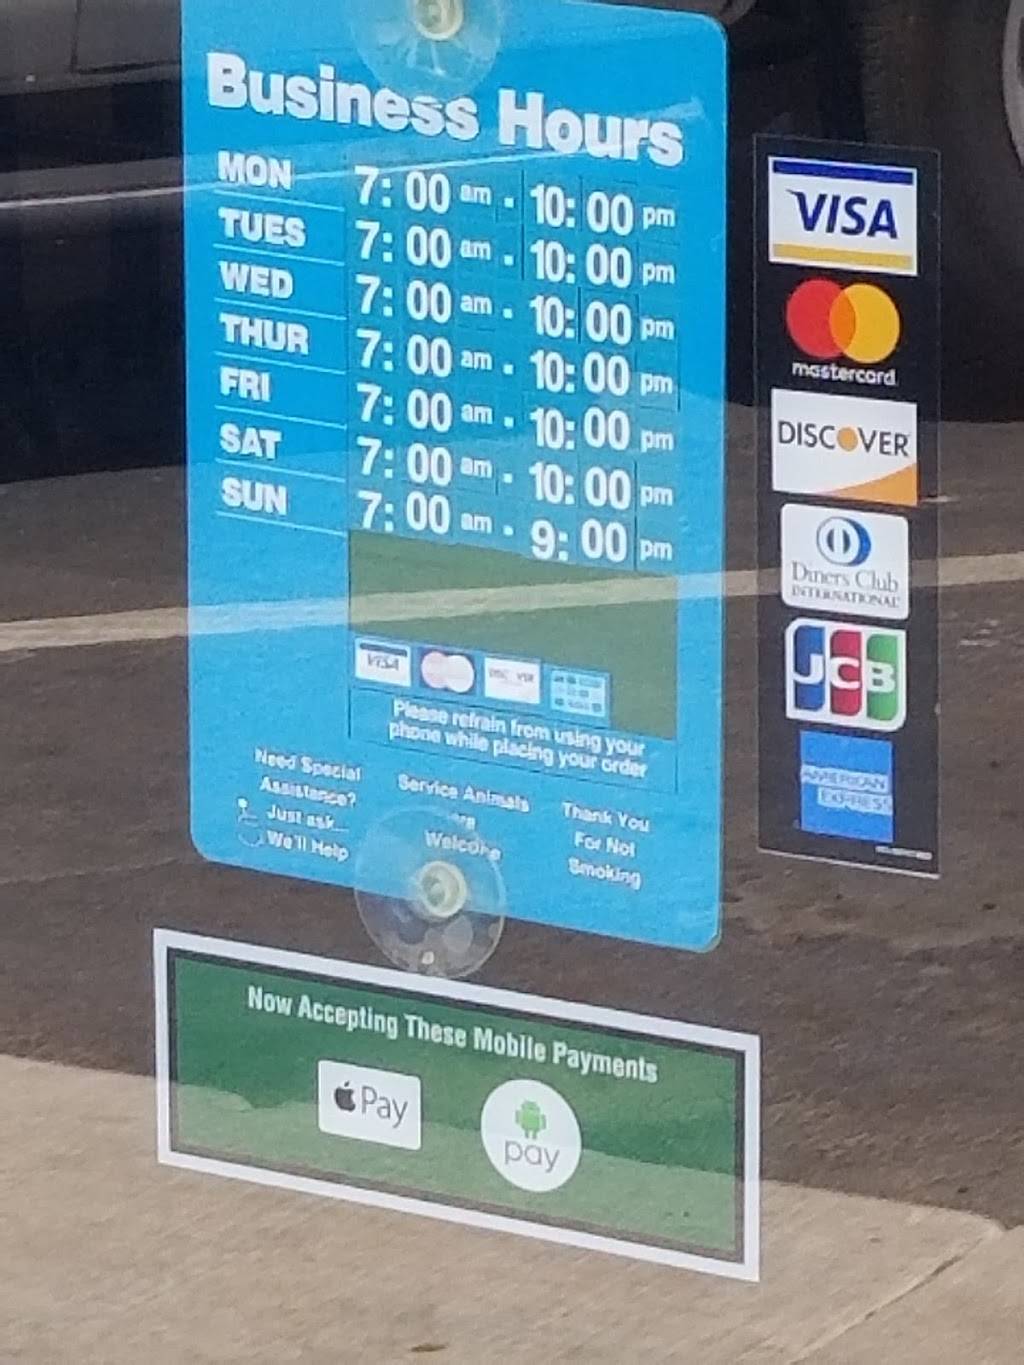 Business Hours
MON 7:00 am - 10:00 pm
TUES 7:00 am - 10:00 pm
WED 7:00 am - 10:00 pm
THUR 7:00 am - 10:00 pm
FRI 7:00 am - 10:00 pm
SAT 7:00 am - 10:00 pm
SUN 7:00 am - 9:00 pm
VISA
DISCOVER
Please refrain from using your
phone while placing your order
Need Special
Assistance?
Just ask...
We'll Help
Service Animals
are
Welcome
Thank You
For Not
Smoking
VISA
mastercard
DISCOVER
Diners Club
INTERNATIONAL
JCB
AMERICAN
EXPRESS
Now Accepting These Mobile Payments
Pay
pay